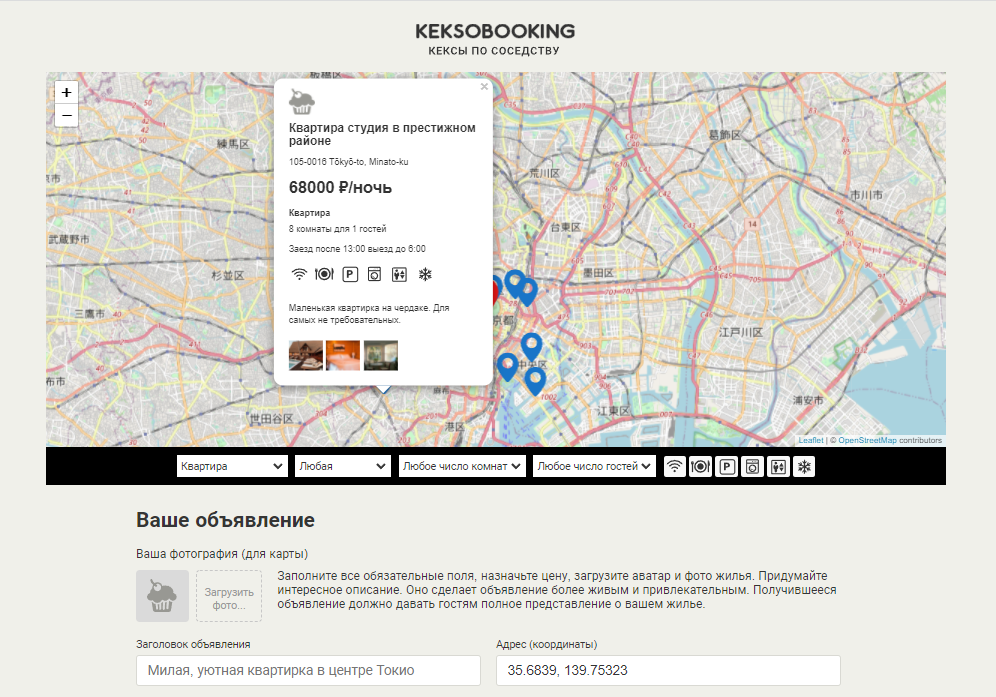 KEKSOBOOKING
КЕКСЫ ПО СОСЕДСТВУ
+
−
×
Квартира студия в престижном
районе
105-0016 Tōkyō-to, Minato-ku
68000 ₽/ночь
Квартира
8 комнаты для 1 гостей
Заезд после 13:00 выезд до 6:00
P
Маленькая квартирка на чердаке. Для
самых не требовательных.
板橋区
練馬区
葛飾区
荒川区
市川市
台東区
武蔵野市
14
杉並区
墨田区
三鷹市
京都
江戸川区
中央区
浦安市
1002
江東区
世田谷区
港区
Leaflet | © OpenStreetMap contributors
Квартира
Любая
Любое число комнат
Любое число гостей
P
Ваше объявление
Ваша фотография (для карты)
Загрузить
фото...
Заполните все обязательные поля, назначьте цену, загрузите аватар и фото жилья. Придумайте
интересное описание. Оно сделает объявление более живым и привлекательным. Получившееся
объявление должно давать гостям полное представление о вашем жилье.
Заголовок объявления
Адрес (координаты)
Милая, уютная квартирка в центре Токио
35.6839, 139.75323